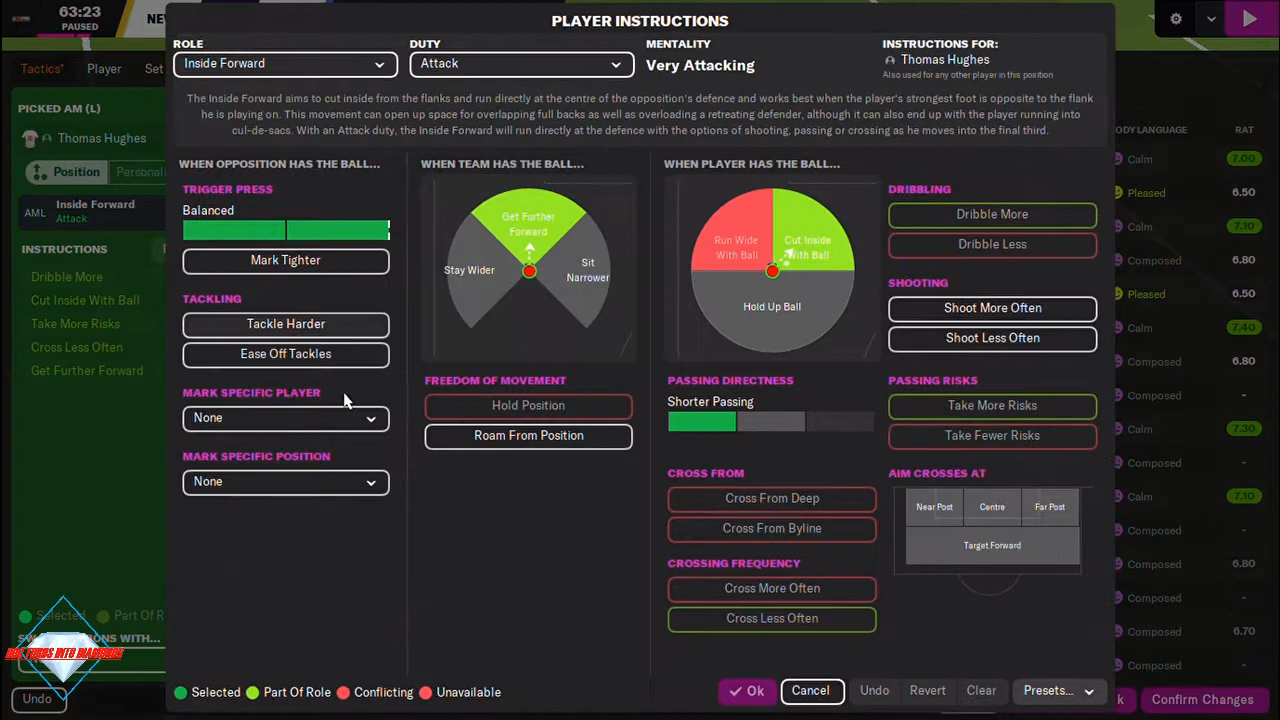 63:23
PAUSED
NE
PLAYER INSTRUCTIONS
ROLE
Inside Forward
DUTY
Attack
MENTALITY
Very Attacking
INSTRUCTIONS FOR:
Thomas Hughes
Also used for any other player in this position
The Inside Forward aims to cut inside from the flanks and run directly at the centre of the opposition's defence and works best when the player's strongest foot is opposite to the flank
he is playing on. This movement can open up space for overlapping full backs as well as overloading a retreating defender, although it can also end up with the player running into
cul-de-sacs. With an Attack duty, the Inside Forward will run directly at the defence with the options of shooting, passing or crossing as he moves into the final third.
Tactics*
Player
Set
PICKED AM (L)
Thomas Hughes
Position
Personali
AML
Inside Forward
Attack
INSTRUCTIONS
Dribble More
Cut Inside With Ball
Take More Risks
Cross Less Often
Get Further Forward
Selected
Part Of R
Undo
WHEN OPPOSITION HAS THE BALL...
TRIGGER PRESS
Balanced
Mark Tighter
TACKLING
Tackle Harder
Ease Off Tackles
MARK SPECIFIC PLAYER
None
MARK SPECIFIC POSITION
None
WHEN TEAM HAS THE BALL...
Get Further
Forward
Stay Wider
Sit
Narrower
FREEDOM OF MOVEMENT
Hold Position
Roam From Position
WHEN PLAYER HAS THE BALL...
Run Wide
With Ball
Cut Inside
With Ball
Hold Up Ball
PASSING DIRECTNESS
Shorter Passing
CROSS FROM
Cross From Deep
Cross From Byline
CROSSING FREQUENCY
Cross More Often
Cross Less Often
DRIBBLING
Dribble More
Dribble Less
SHOOTING
Shoot More Often
Shoot Less Often
PASSING RISKS
Take More Risks
Take Fewer Risks
AIM CROSSES AT
Near Post
Centre
Far Post
Target Forward
Selected
Part Of Role
Conflicting
Unavailable
Ok
Cancel
Undo
Revert
Clear
Presets...
ODY LANGUAGE
RAT
Calm
7.00
Pleased
6.50
Calm
7.10
Composed
6.80
Pleased
6.50
Calm
7.40
Composed
6.80
Composed
-
Calm
7.30
Composed
-
Calm
7.10
Composed
-
Composed
6.80
Composed
-
Composed
6.70
Composed
-
k
Confirm Changes